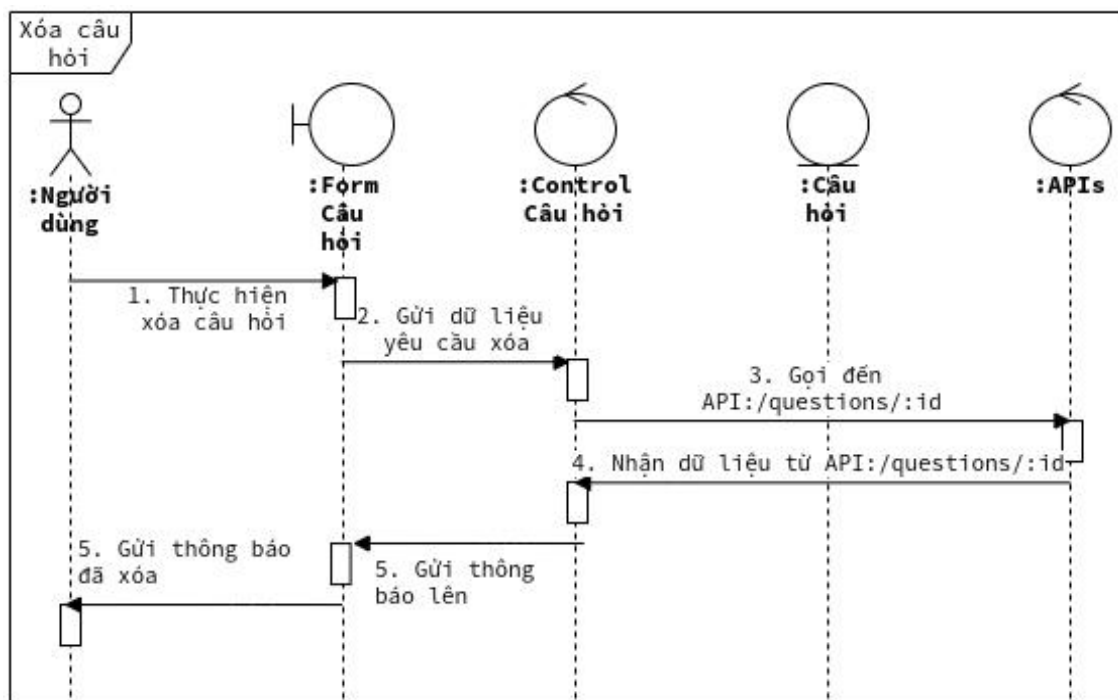 Xóa câu
hỏi
:Người
dùng
:Form
Câu
hỏi
:Control
Câu hỏi
:Câu
hỏi
:APIs
1. Thực hiện
xóa câu hỏi
2. Gửi dữ liệu
yêu cầu xóa
3. Gọi đến
API:/questions/:id
4. Nhận dữ liệu từ API:/questions/:id
5. Gửi thông
báo lên
5. Gửi thông báo
đã xóa